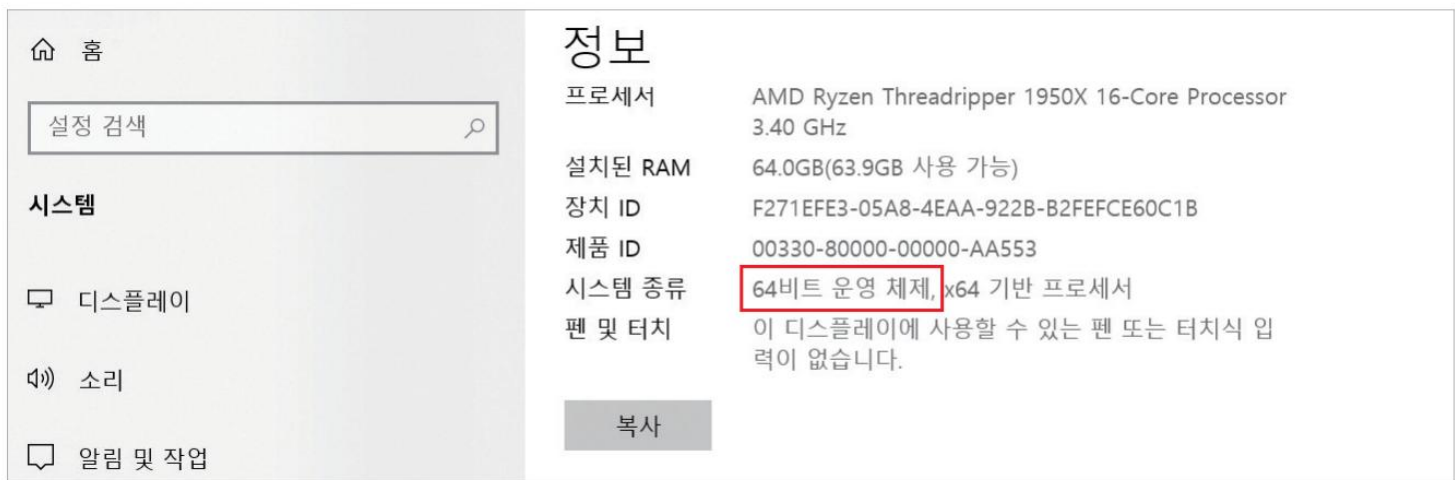 홈
설정 검색
시스템
디스플레이
소리
알림 및 작업
정보
프로세서 AMD Ryzen Threadripper 1950X 16-Core Processor
3.40 GHz
설치된 RAM 64.0GB(63.9GB 사용 가능)
장치 ID F271EFE3-05A8-4EAA-922B-B2FEFCE60C1B
제품 ID 00330-80000-00000-AA553
시스템 종류 64비트 운영 체제, x64 기반 프로세서
펜 및 터치 이 디스플레이에 사용할 수 있는 펜 또는 터치식 입
력이 없습니다.
복사